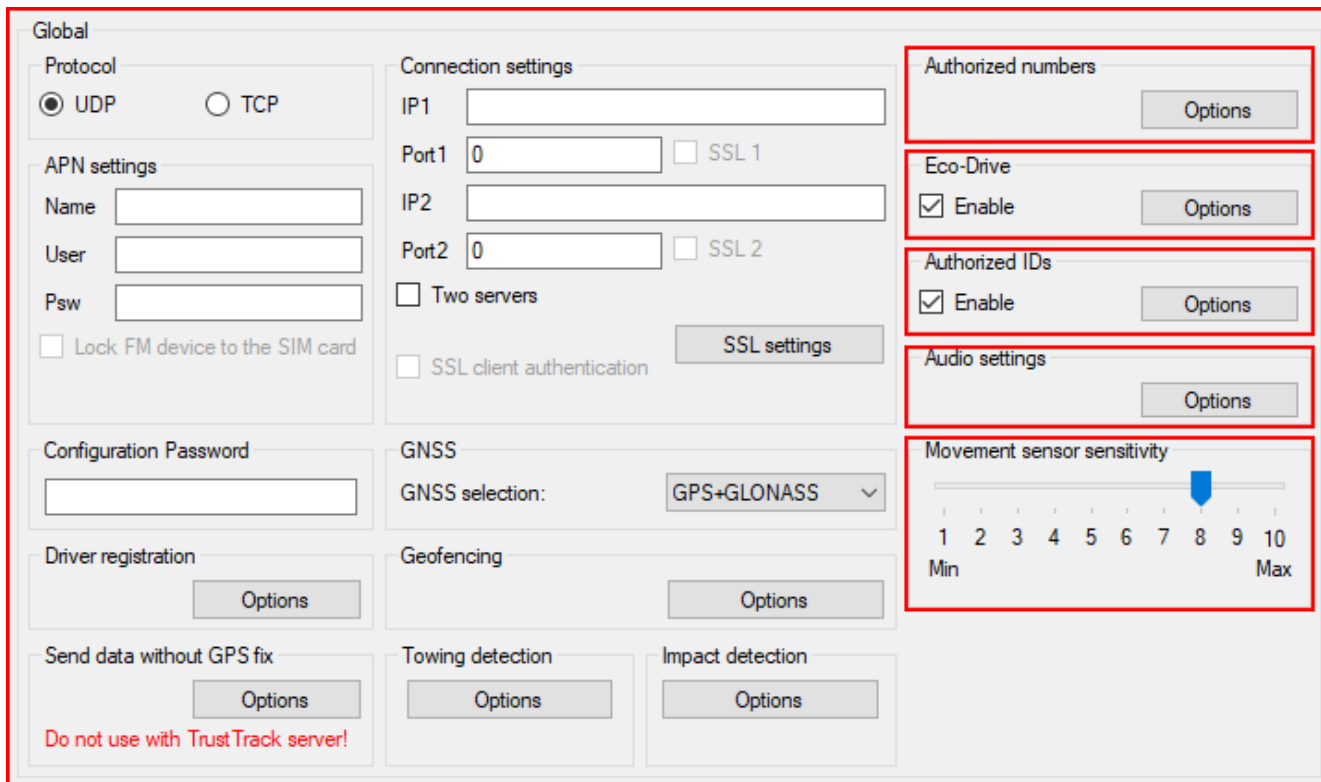 Global
Protocol
UDP
TCP
APN settings
Name
User
Psw
Lock FM device to the SIM card
Configuration Password
Driver registration
Options
Send data without GPS fix
Options
Do not use with TrustTrack server!
Connection settings
IP1
Port1 0 SSL 1
IP2
Port2 0 SSL 2
Two servers
SSL settings
SSL client authentication
GNSS
GNSS selection: GPS+GLONASS
Geofencing
Options
Towing detection
Options
Impact detection
Options
Authorized numbers
Options
Eco-Drive
Enable Options
Authorized IDs
Enable Options
Audio settings
Options
Movement sensor sensitivity
1 2 3 4 5 6 7 8 9 10
Min Max